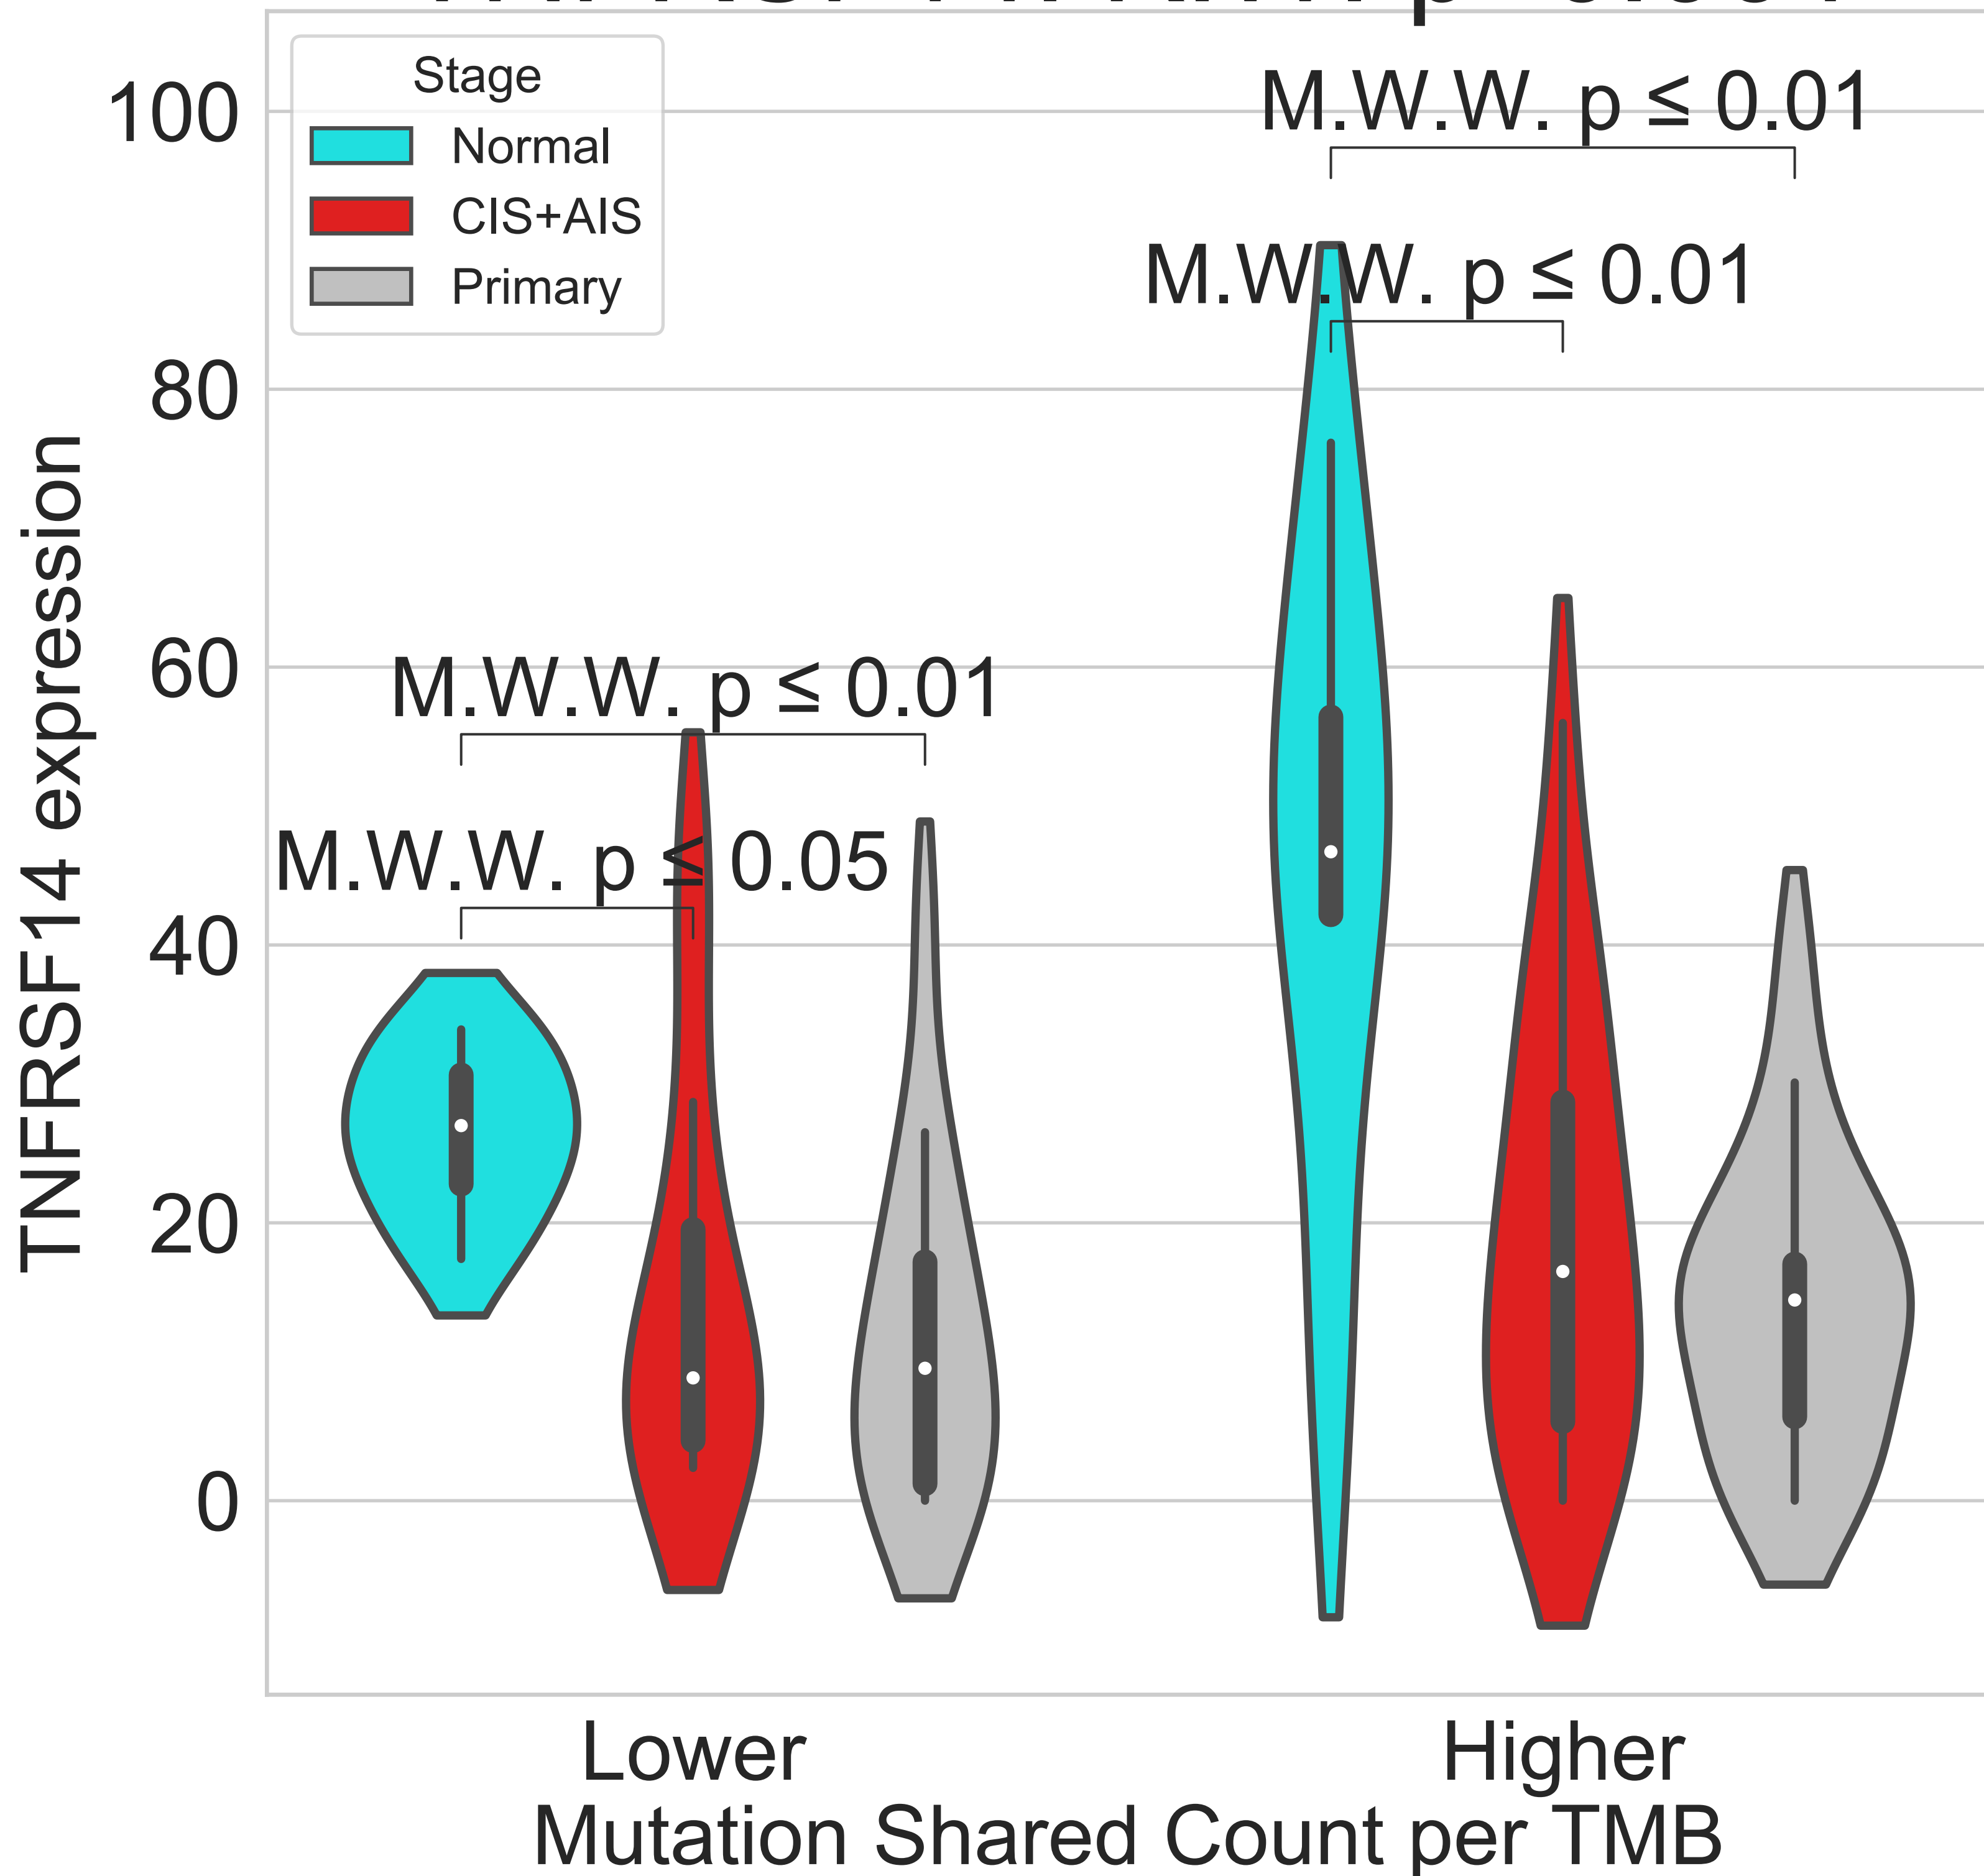 Stage
Normal
CIS+AIS
Primary
M.W.W. p ≤ 0.01
M.W.W. p ≤ 0.01
M.W.W. p ≤ 0.01
M.W.W. p ≤ 0.05
100
80
60
40
20
0
TNFRSF14 expression
Lower
Higher
Mutation Shared Count per TMB